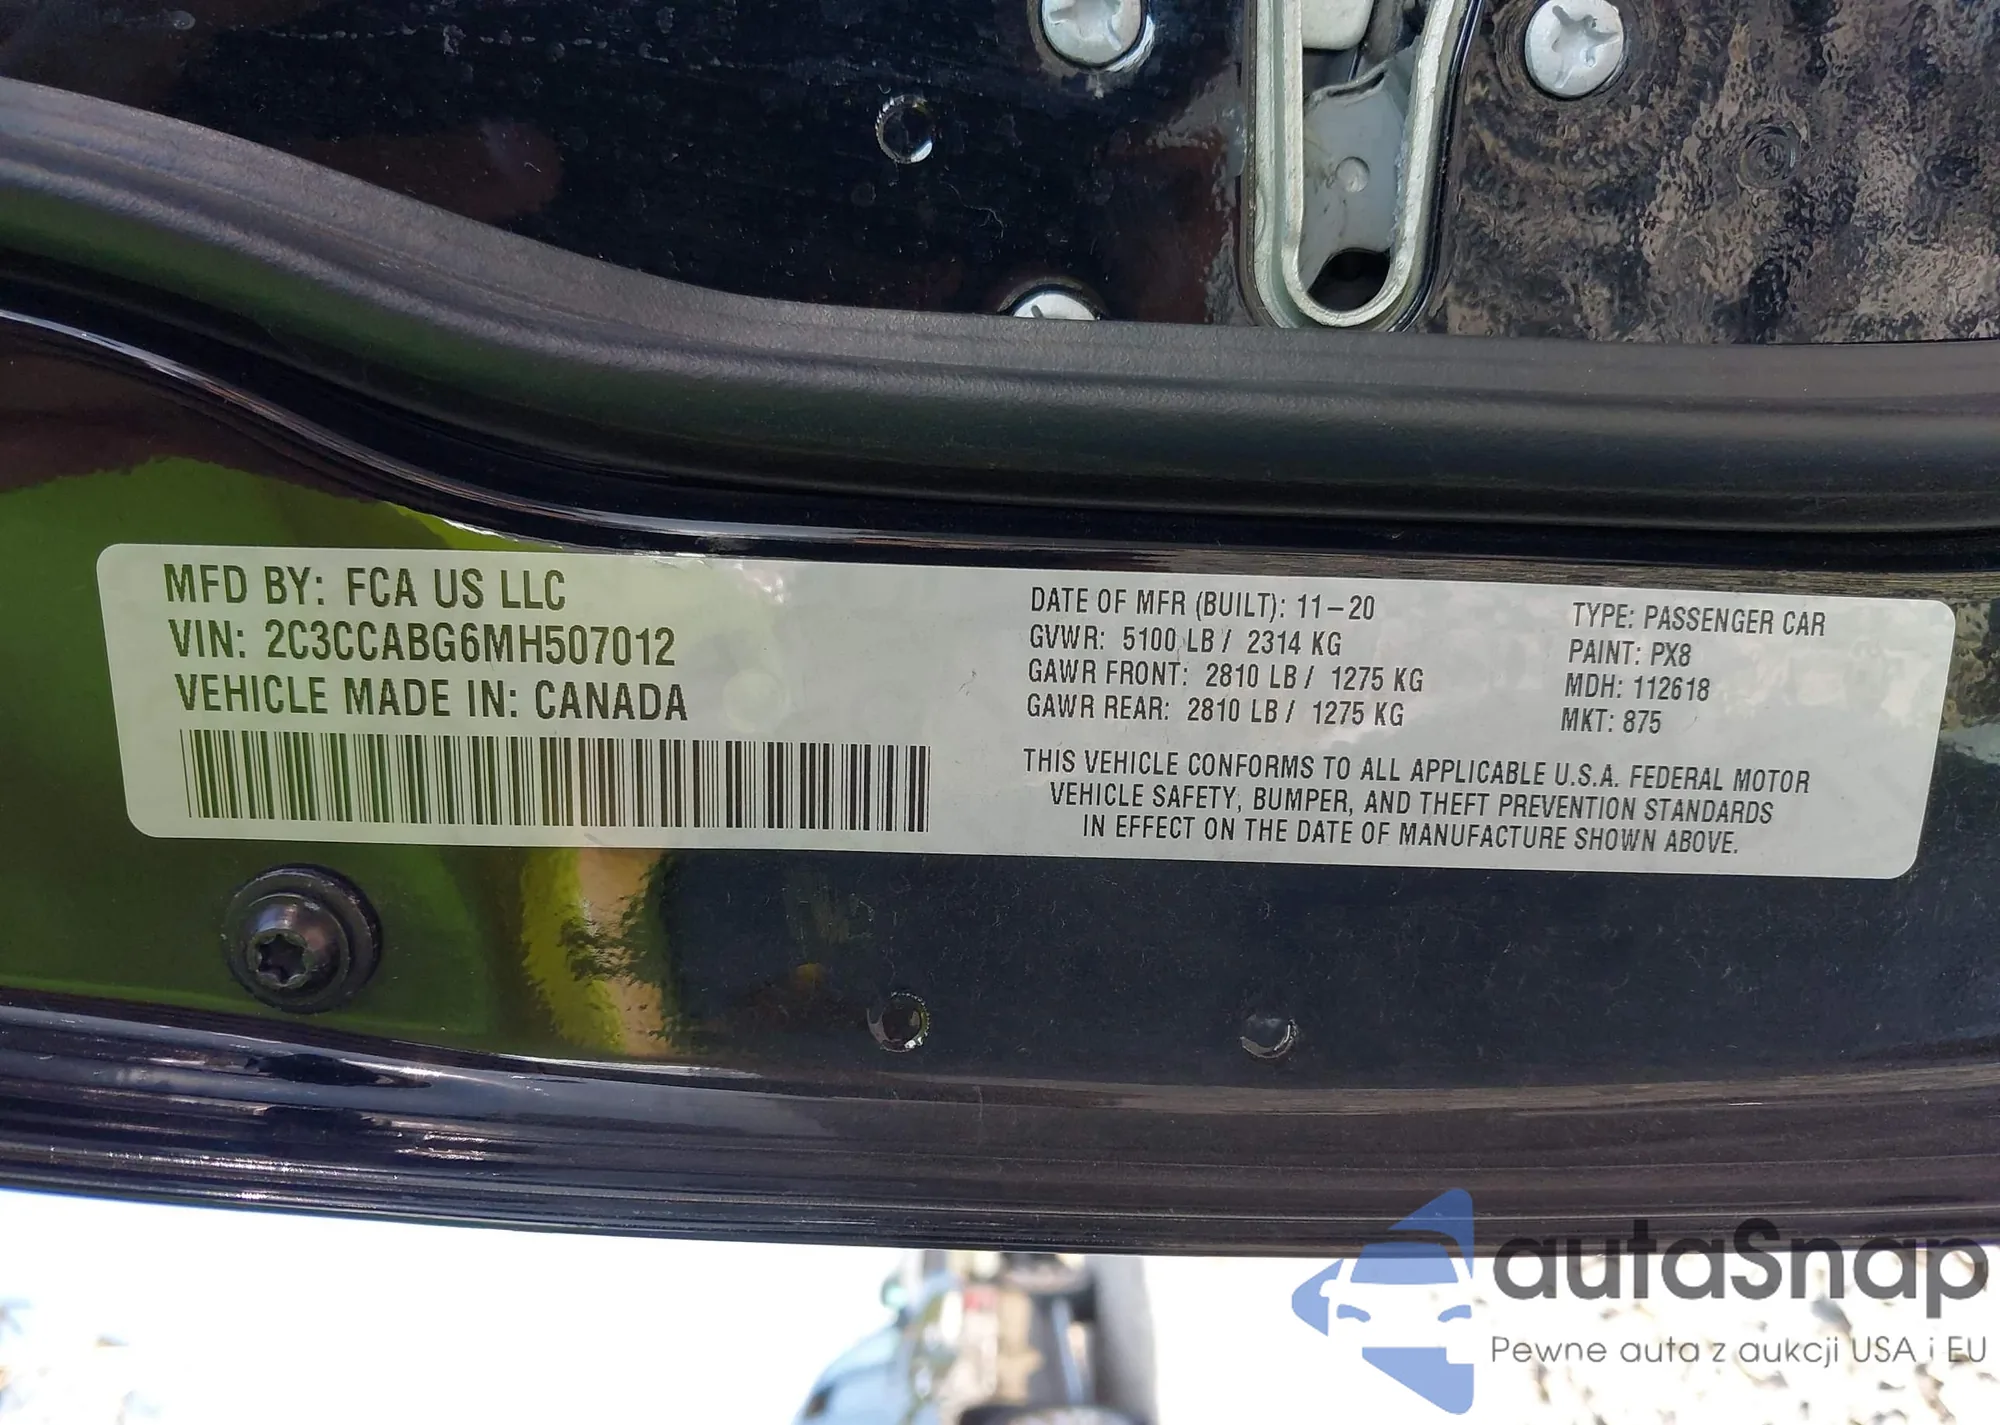 MFD BY: FCA US LLC
VIN: 2C3CCABG6MH507012
VEHICLE MADE IN: CANADA
DATE OF MFR (BUILT): 11-20
GVWR: 5100 LB / 2314 KG
GAWR FRONT: 2810 LB / 1275 KG
GAWR REAR: 2810 LB / 1275 KG
TYPE: PASSENGER CAR
PAINT: PX8
MDH: 112618
MKT: 875
THIS VEHICLE CONFORMS TO ALL APPLICABLE U.S.A. FEDERAL MOTOR
VEHICLE SAFETY, BUMPER, AND THEFT PREVENTION STANDARDS
IN EFFECT ON THE DATE OF MANUFACTURE SHOWN ABOVE.
autaSnap
Pewne auta z aukcji USA i EU